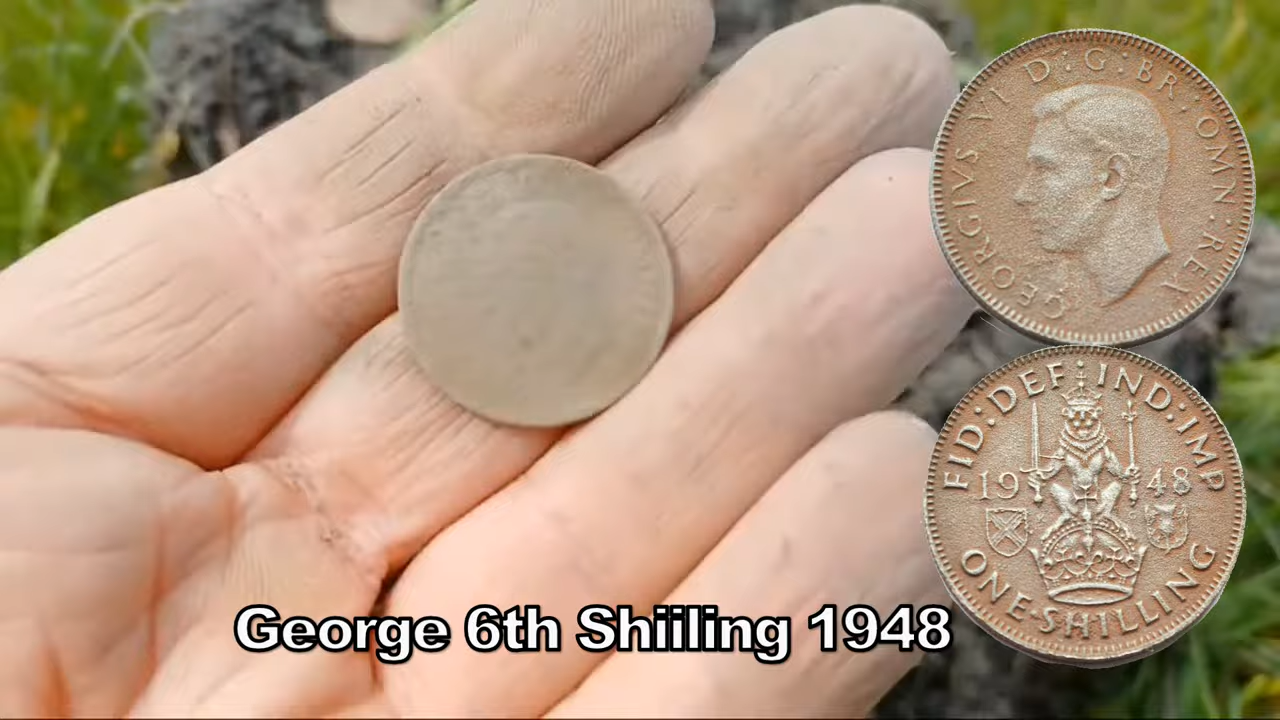 GEORGIVS VI D:G:BR:OMN:REX
FID:DEF:IND:IMP
19 48
ONE·SHILLING
George 6th Shiiling 1948